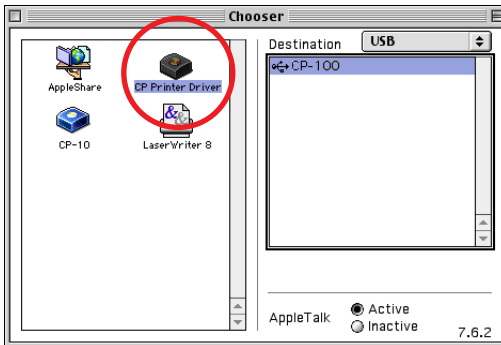 Chooser
AppleShare
CP Printer Driver
CP-10
LaserWriter 8
Destination USB
CP-100
AppleTalk
Active
Inactive
7.6.2